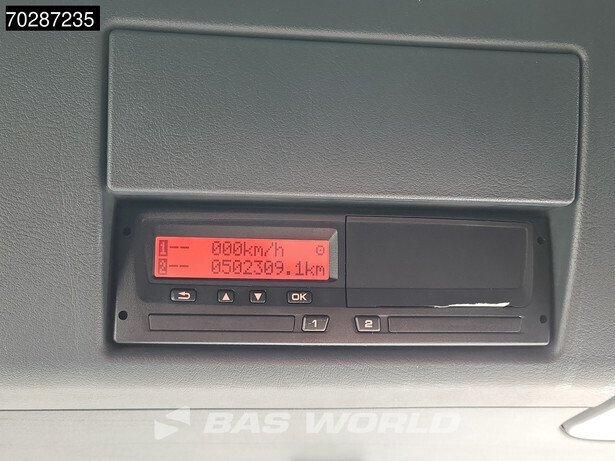 70287235
1 -- 000km/h
2 -- 0502309.1km
OK
1 2
BAS WORLD